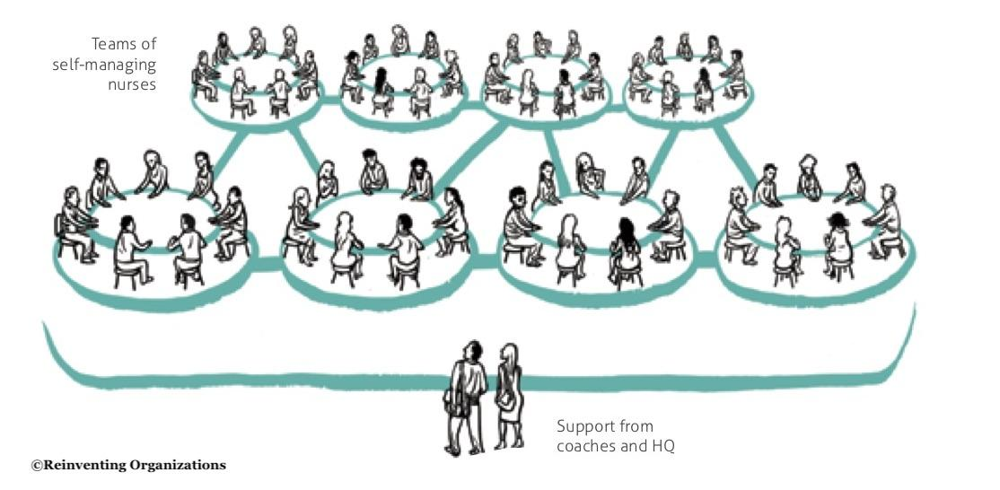 Teams of
self-managing
nurses
Support from
coaches and HQ
©Reinventing Organizations